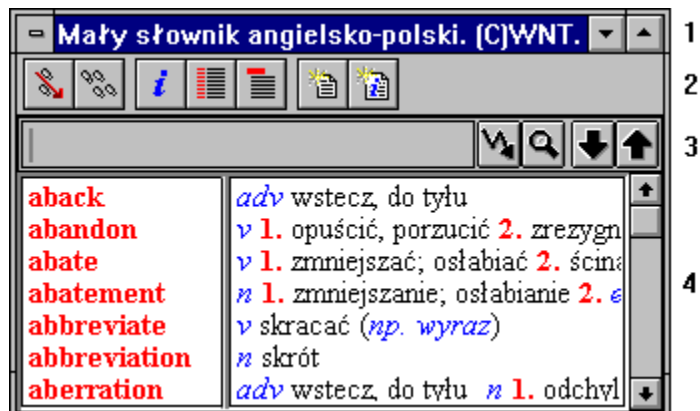 Mały słownik angielsko-polski. (C)WNT. 1
i i 2
3
aback adv wstecz, do tyłu
abandon v 1. opuścić, porzucić 2. zrezygn
abate v 1. zmniejszać; osłabiać 2. ścina
abatement n 1. zmniejszanie; osłabianie 2. e
abbreviate v skracać (np. wyraz)
abbreviation n skrót
aberration adv wstecz, do tyłu n 1. odchyl
4